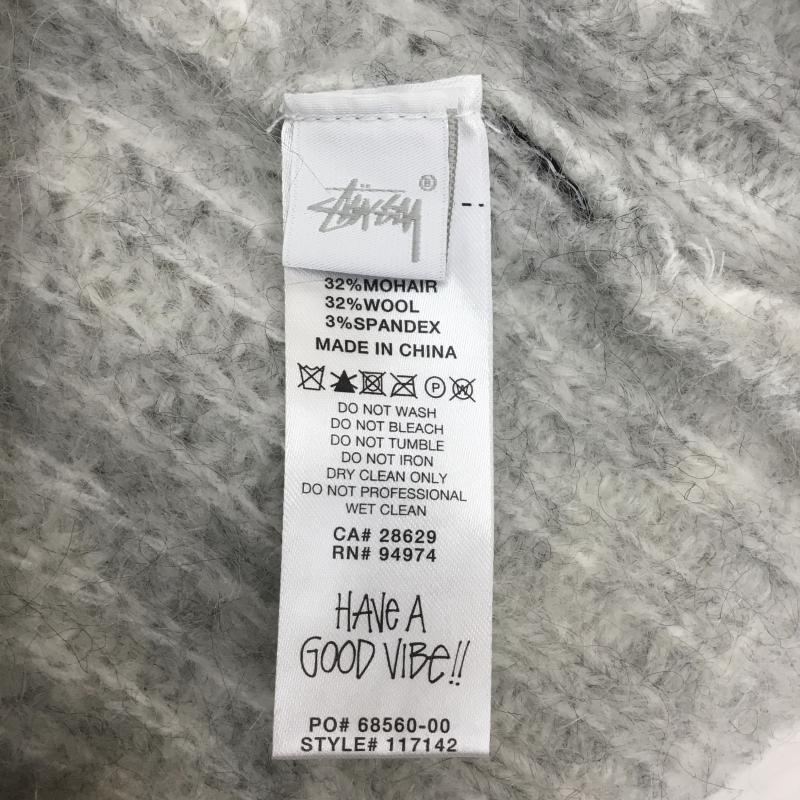 Stüssy ®
32%MOHAIR
32%WOOL
3%SPANDEX
MADE IN CHINA
P W
DO NOT WASH
DO NOT BLEACH
DO NOT TUMBLE
DO NOT IRON
DRY CLEAN ONLY
DO NOT PROFESSIONAL
WET CLEAN
CA# 28629
RN# 94974
HAVE A
GOOD VIBE!!
PO# 68560-00
STYLE# 117142